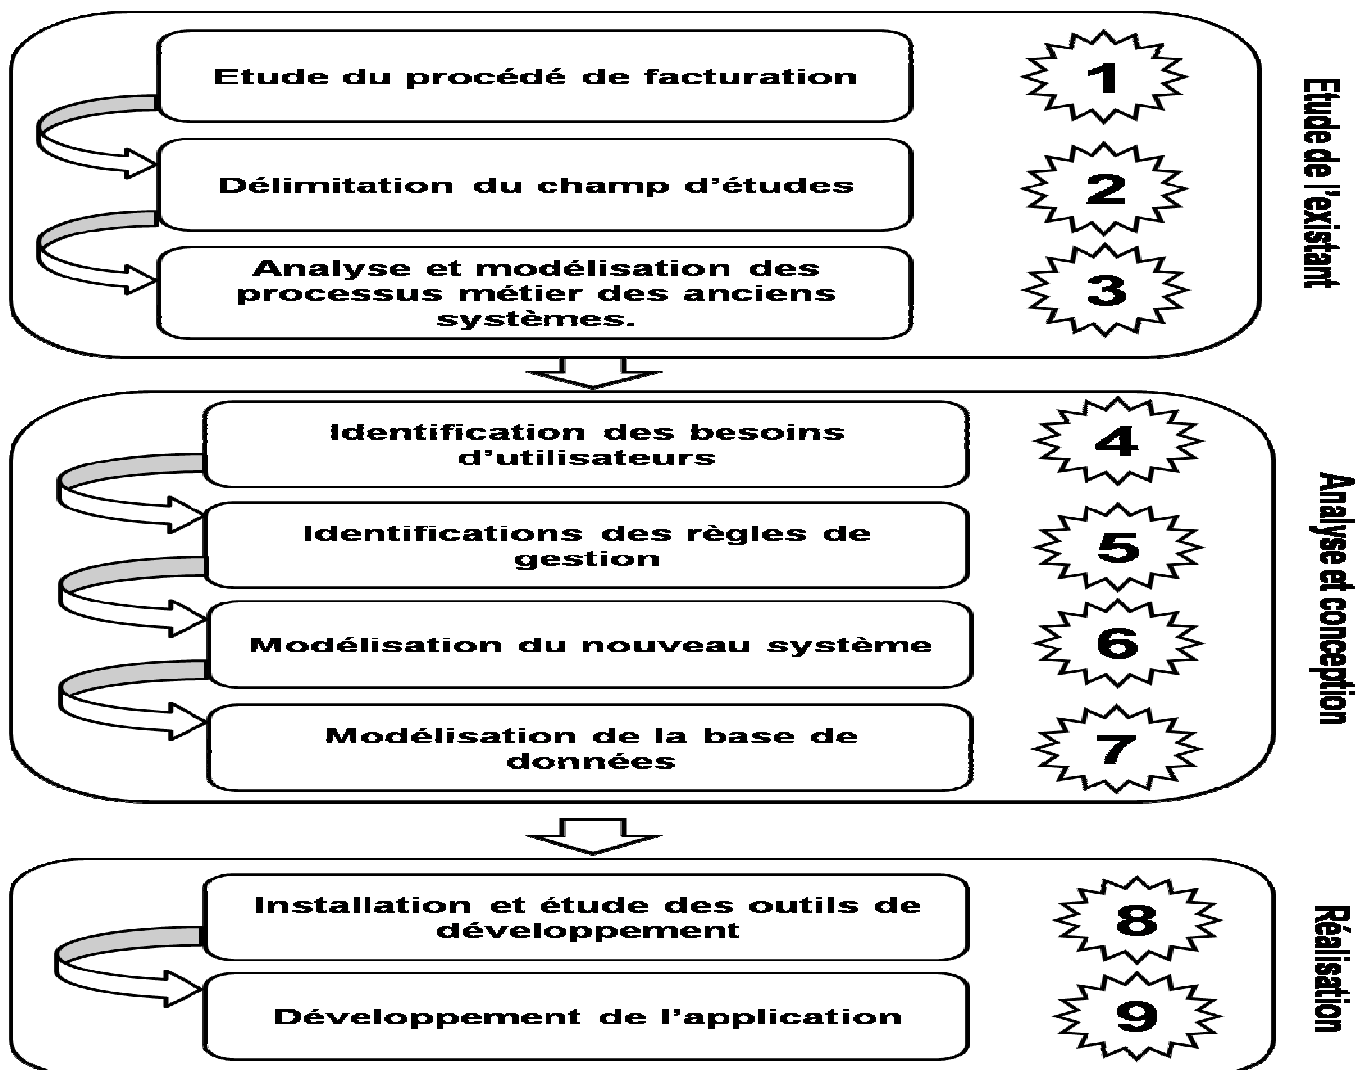 Etude du procédé de facturation
1
Délimitation du champ d'études
2
Analyse et modélisation des
processus métier des anciens
systèmes.
3
Etude de l'existant
Identification des besoins
d'utilisateurs
4
Identifications des règles de
gestion
5
Modélisation du nouveau système
6
Modélisation de la base de
données
7
Analyse et conception
Installation et étude des outils de
développement
8
Développement de l'application
9
Réalisation